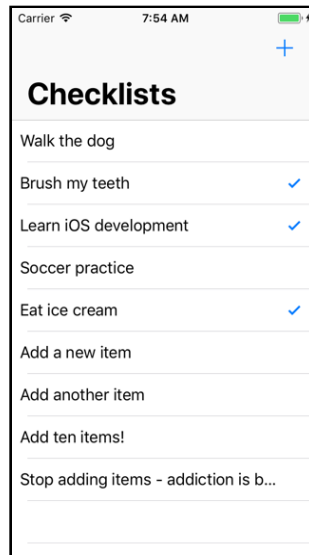 Carrier 7:54 AM
+
Checklists
Walk the dog
Brush my teeth
Learn iOS development
Soccer practice
Eat ice cream
Add a new item
Add another item
Add ten items!
Stop adding items - addiction is b...